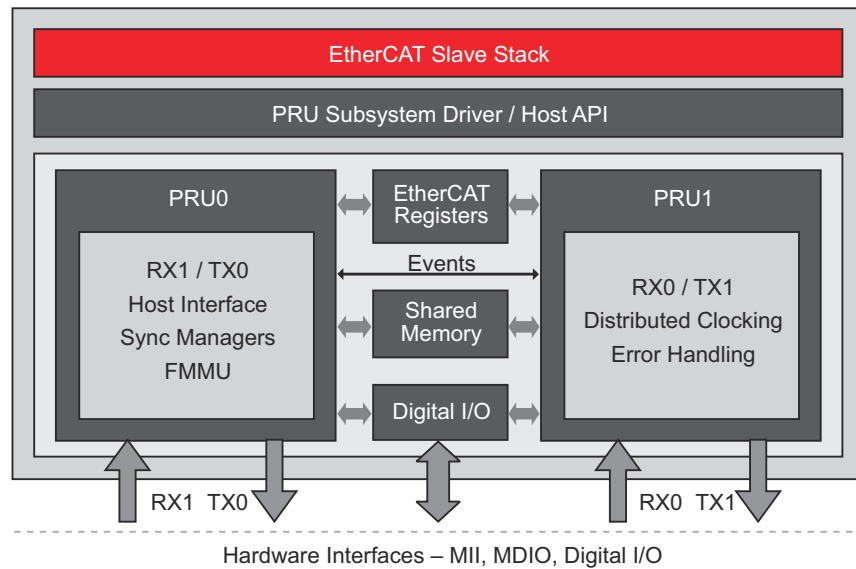 EtherCAT Slave Stack
PRU Subsystem Driver / Host API
PRU0
RX1 / TX0
Host Interface
Sync Managers
FMMU
EtherCAT
Registers
Events
Shared
Memory
Digital I/O
PRU1
RX0 / TX1
Distributed Clocking
Error Handling
RX1 TX0
RX0 TX1
Hardware Interfaces – MII, MDIO, Digital I/O